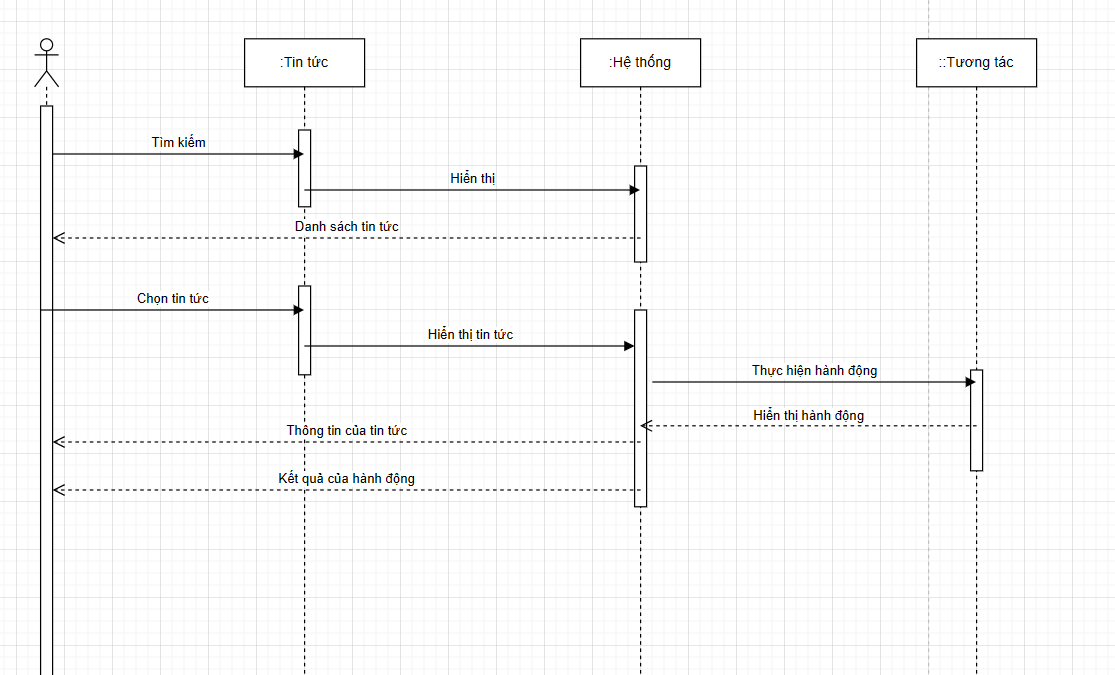 :Tin tức
:Hệ thống
::Tương tác
Tìm kiếm
Hiển thị
Danh sách tin tức
Chọn tin tức
Hiển thị tin tức
Thực hiện hành động
Hiển thị hành động
Thông tin của tin tức
Kết quả của hành động